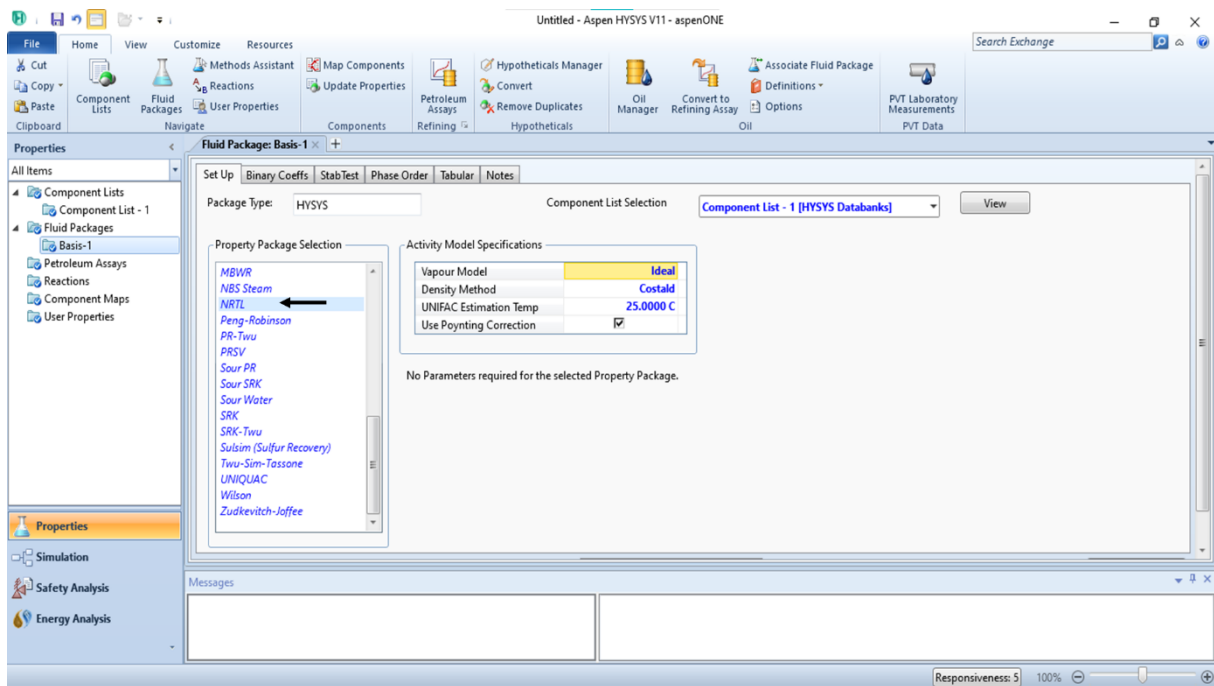 Untitled - Aspen HYSYS V11 - aspenONE
File Home View Customize Resources Search Exchange
Cut
Copy
Paste
Clipboard
Component Lists
Fluid Packages
Methods Assistant
Reactions
User Properties
Navigate
Map Components
Update Properties
Components
Petroleum Assays
Refining
Hypotheticals Manager
Convert
Remove Duplicates
Hypotheticals
Oil Manager
Convert to Refining Assay
Associate Fluid Package
Definitions
Options
Oil
PVT Laboratory Measurements
PVT Data
Properties <
All Items
Component Lists
Component List - 1
Fluid Packages
Basis-1
Petroleum Assays
Reactions
Component Maps
User Properties
Properties
Simulation
Safety Analysis
Energy Analysis
Fluid Package: Basis-1 × +
Set Up Binary Coeffs StabTest Phase Order Tabular Notes
Package Type: HYSYS Component List Selection Component List - 1 [HYSYS Databanks] View
Property Package Selection
MBWR
NBS Steam
NRTL
Peng-Robinson
PR-Twu
PRSV
Sour PR
Sour SRK
Sour Water
SRK
SRK-Twu
Sulsim (Sulfur Recovery)
Twu-Sim-Tassone
UNIQUAC
Wilson
Zudkevitch-Joffee
Activity Model Specifications
Vapour Model Ideal
Density Method Costald
UNIFAC Estimation Temp 25.0000 C
Use Poynting Correction
No Parameters required for the selected Property Package.
Messages
Responsiveness: 5 100%